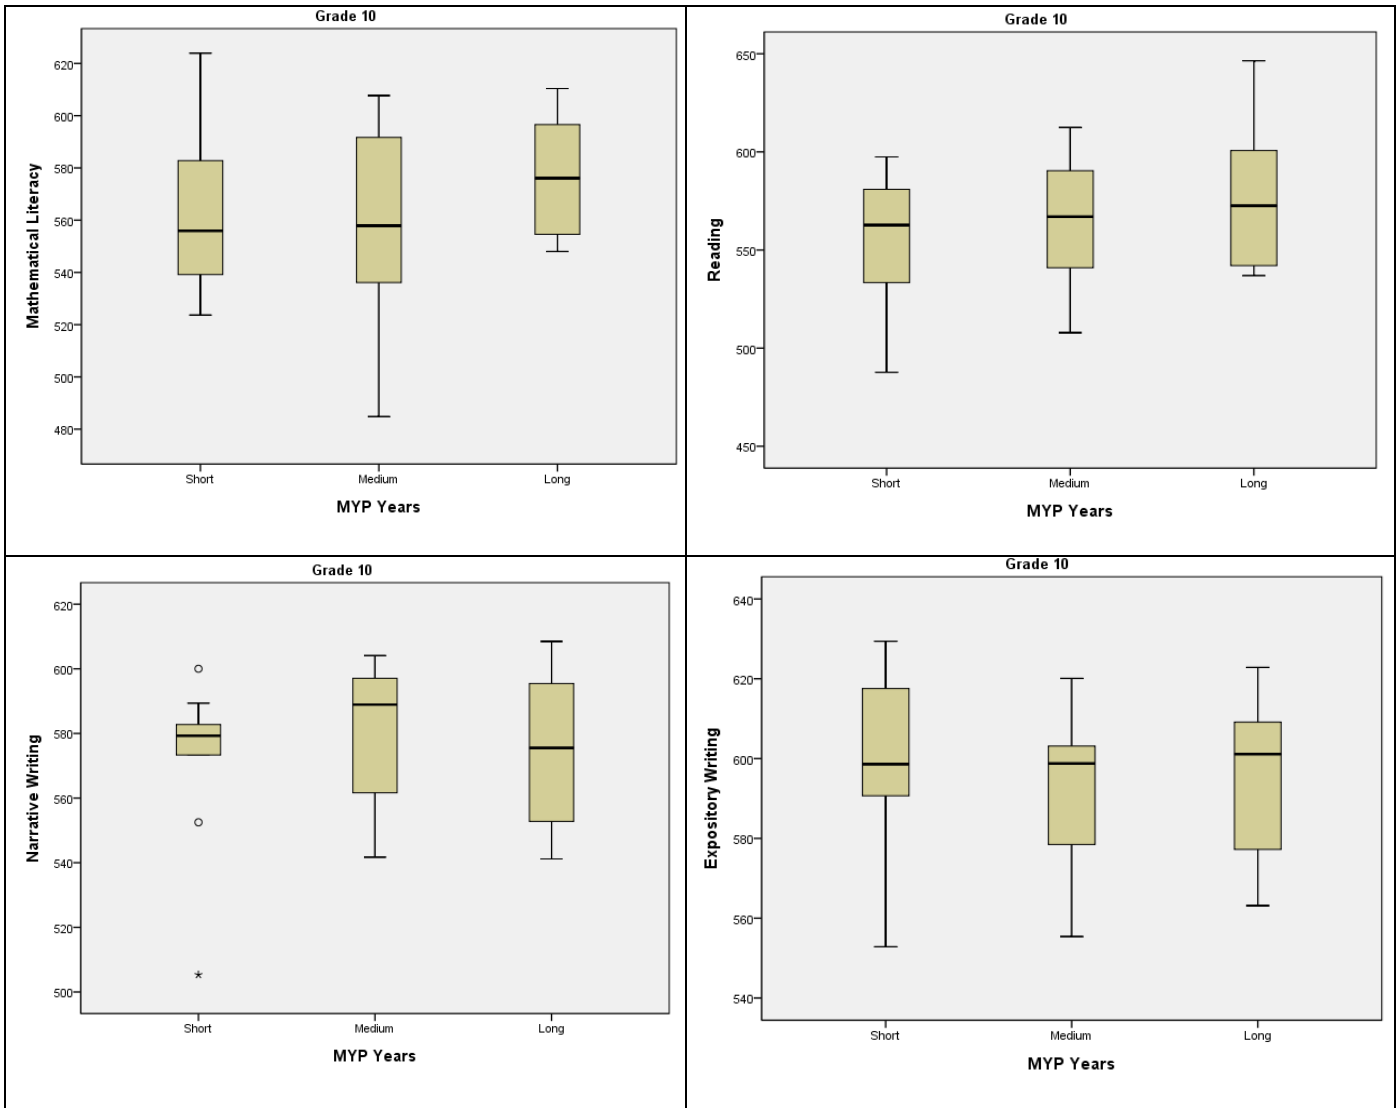 Grade 10
Mathematical Literacy
620
600
580
560
540
520
500
480
Short Medium Long
MYP Years
Grade 10
Reading
650
600
550
500
450
Short Medium Long
MYP Years
Grade 10
Narrative Writing
620
600
580
560
540
520
500
Short Medium Long
MYP Years
Grade 10
Expository Writing
640
620
600
580
560
540
Short Medium Long
MYP Years